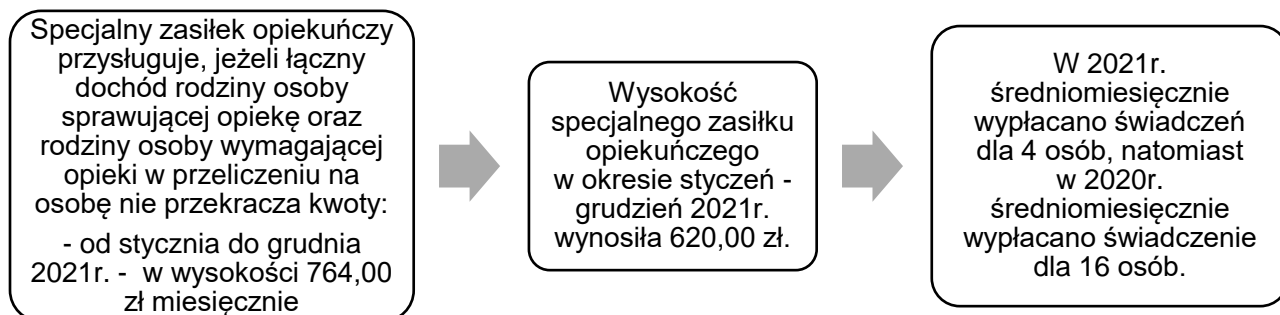 Specjalny zasiłek opiekuńczy
przysługuje, jeżeli łączny
dochód rodziny osoby
sprawującej opiekę oraz
rodziny osoby wymagającej
opieki w przeliczeniu na
osobę nie przekracza kwoty:
- od stycznia do grudnia
2021r. - w wysokości 764,00
zł miesięcznie
Wysokość
specjalnego zasiłku
opiekuńczego
w okresie styczeń -
grudzień 2021r.
wynosiła 620,00 zł.
W 2021r.
średniomiesięcznie
wypłacano świadczeń
dla 4 osób, natomiast
w 2020r.
średniomiesięcznie
wypłacano świadczenie
dla 16 osób.